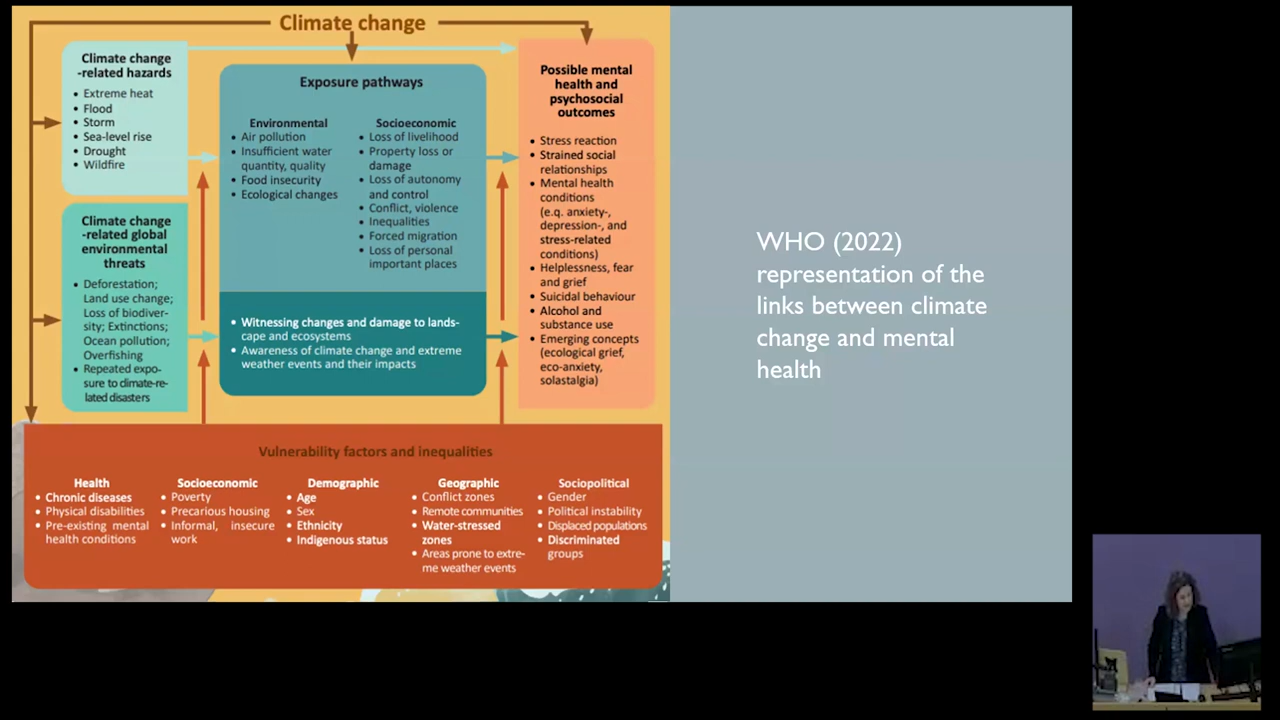 Climate change
Climate change
-related hazards
• Extreme heat
• Flood
• Storm
• Sea-level rise
• Drought
• Wildfire
Climate change
-related global
environmental
threats
• Deforestation;
Land use change;
Loss of biodiver-
sity; Extinctions;
Ocean pollution;
Overfishing
• Repeated expo-
sure to climate-re-
lated disasters
Exposure pathways
Environmental
• Air pollution
• Insufficient water
quantity, quality
• Food insecurity
• Ecological changes
Socioeconomic
• Loss of livelihood
• Property loss or
damage
• Loss of autonomy
and control
• Conflict, violence
• Inequalities
• Forced migration
• Loss of personal
important places
• Witnessing changes and damage to lands-
cape and ecosystems
• Awareness of climate change and extreme
weather events and their impacts
Possible mental
health and
psychosocial
outcomes
• Stress reaction
• Strained social
relationships
• Mental health
conditions
(e.q. anxiety-,
depression-, and
stress-related
conditions)
• Helplessness, fear
and grief
• Suicidal behaviour
• Alcohol and
substance use
• Emerging concepts
(ecological grief,
eco-anxiety,
solastalgia)
Vulnerability factors and inequalities
Health
• Chronic diseases
• Physical disabilities
• Pre-existing mental
health conditions
Socioeconomic
• Poverty
• Precarious housing
• Informal, insecure
work
Demographic
• Age
• Sex
• Ethnicity
• Indigenous status
Geographic
• Conflict zones
• Remote communities
• Water-stressed
zones
• Areas prone to extre-
me weather events
Sociopolitical
• Gender
• Political instability
• Displaced populations
• Discriminated
groups
WHO (2022)
representation of the
links between climate
change and mental
health